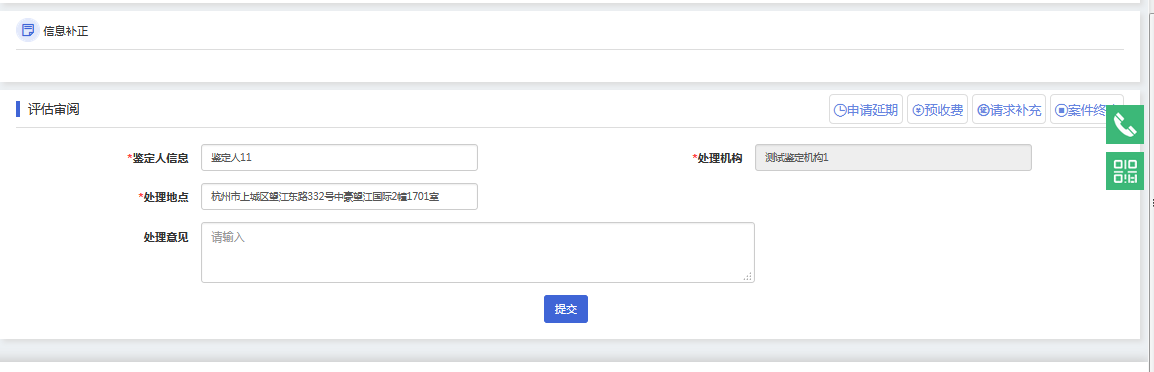 信息补正
评估审阅
申请延期 预收费 请求补充 案件终
*鉴定人信息 鉴定人11 *处理机构 测试鉴定机构1
*处理地点 杭州市上城区望江东路332号中豪望江国际2幢1701室
处理意见 请输入
提交